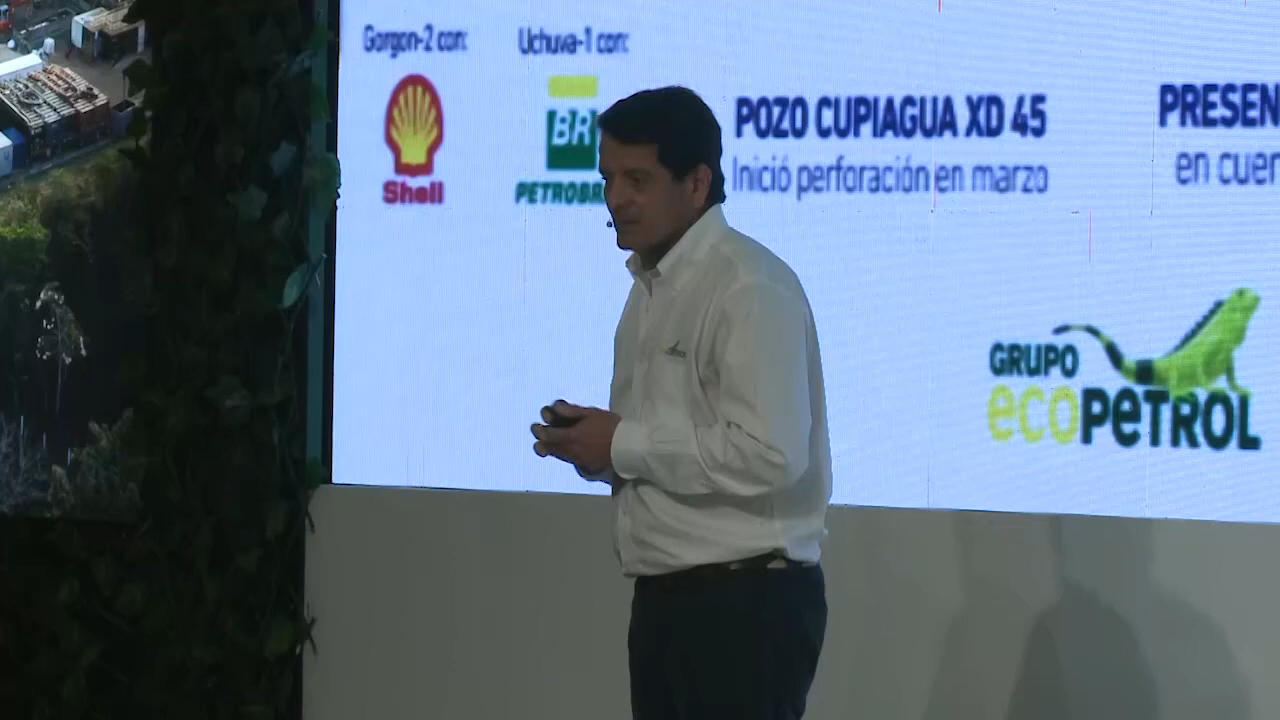 Gorgon-2 con:
Uchuva-1 con:
Shell
BR
PETROBR
POZO CUPIAGUA XD 45
Inició perforación en marzo
PRESEN
en cuen
GRUPO
ecoPETROL